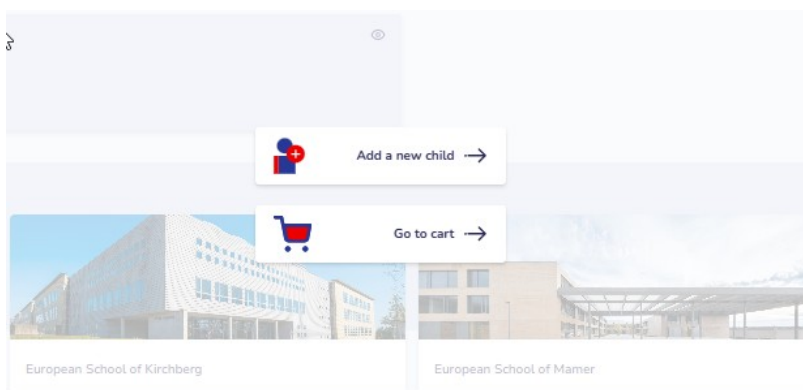 Add a new child
Go to cart
European School of Kirchberg
European School of Mamer